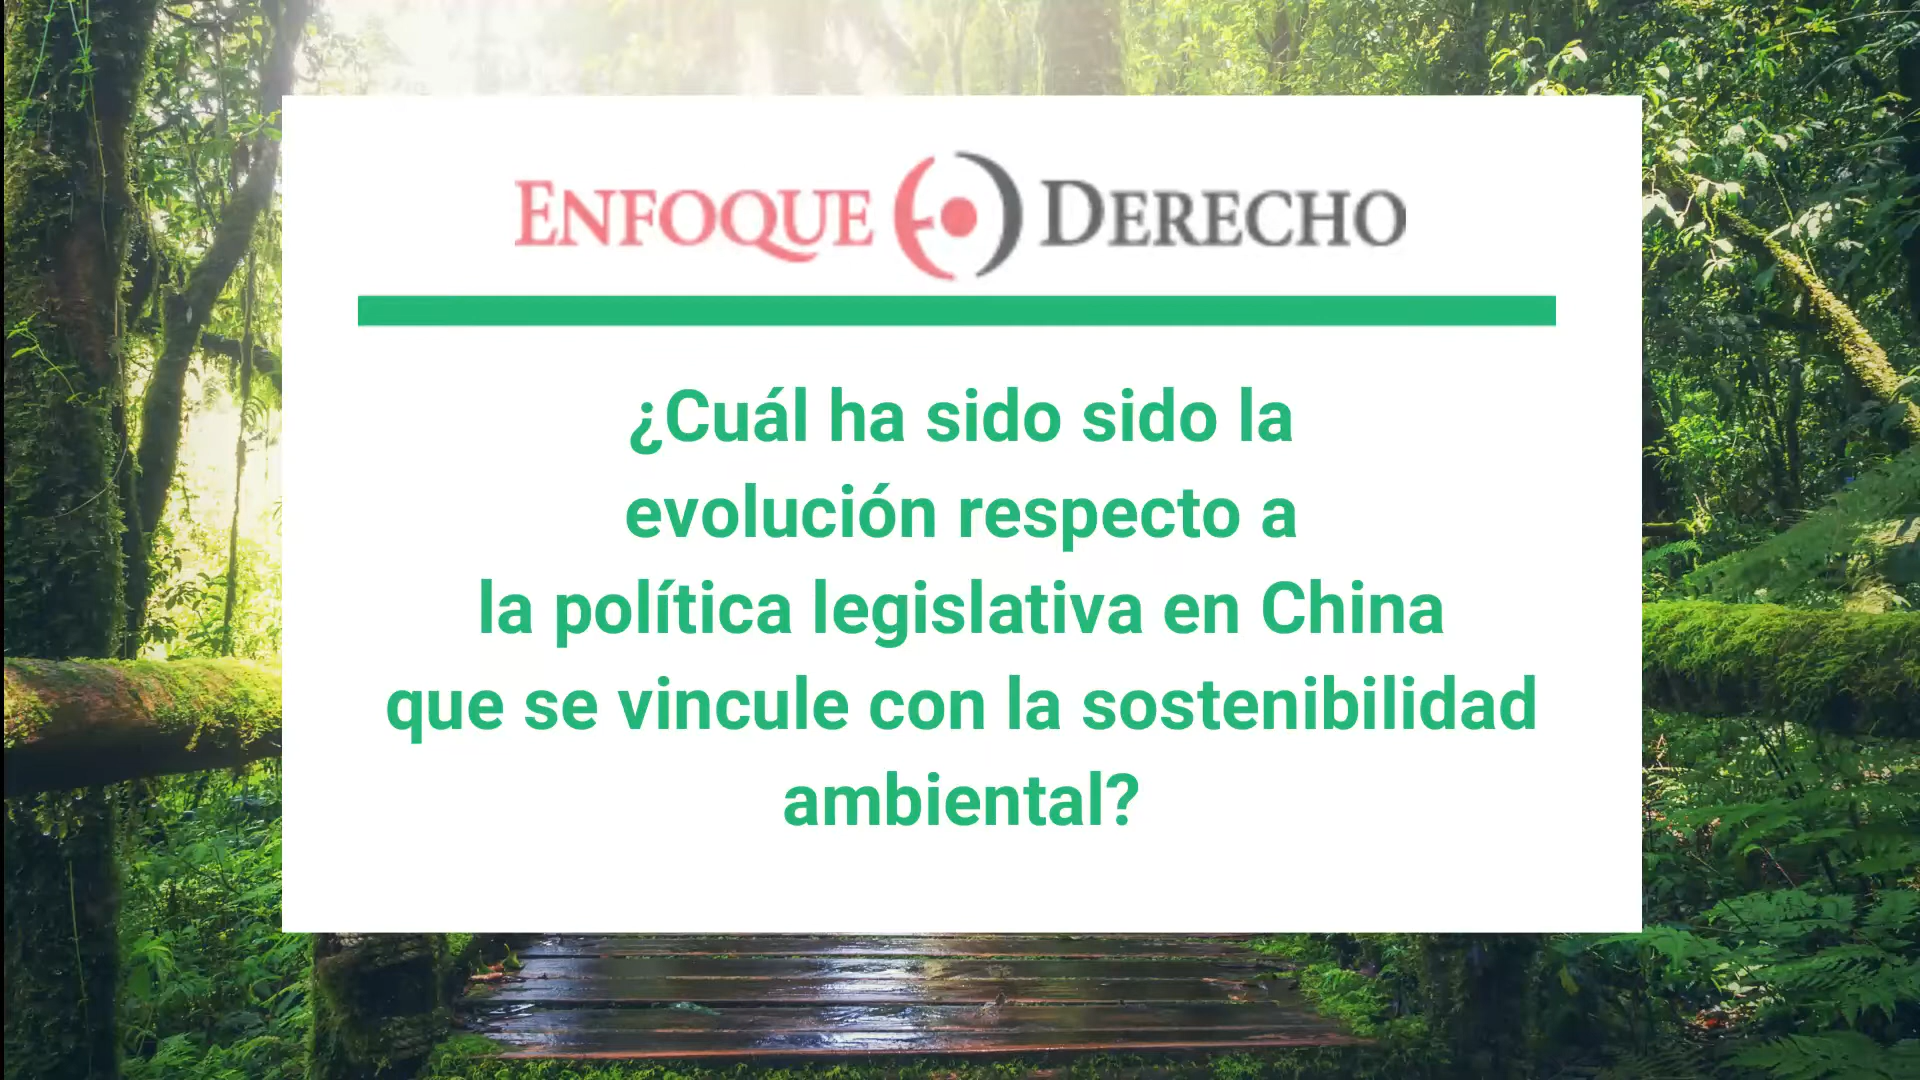 ENFOQUE DERECHO
¿Cuál ha sido sido la
evolución respecto a
la política legislativa en China
que se vincule con la sostenibilidad
ambiental?